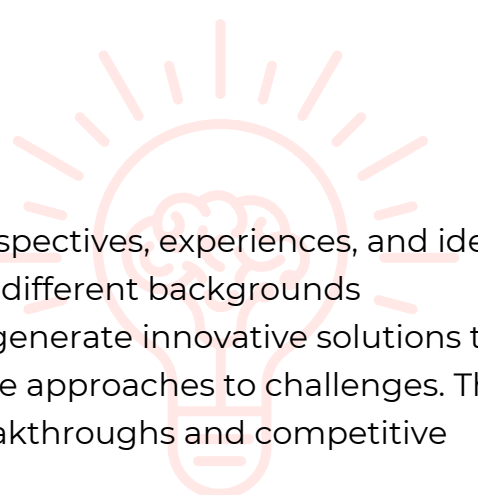 spectives, experiences, and ide
different backgrounds
generate innovative solutions t
e approaches to challenges. Th
akthroughs and competitive